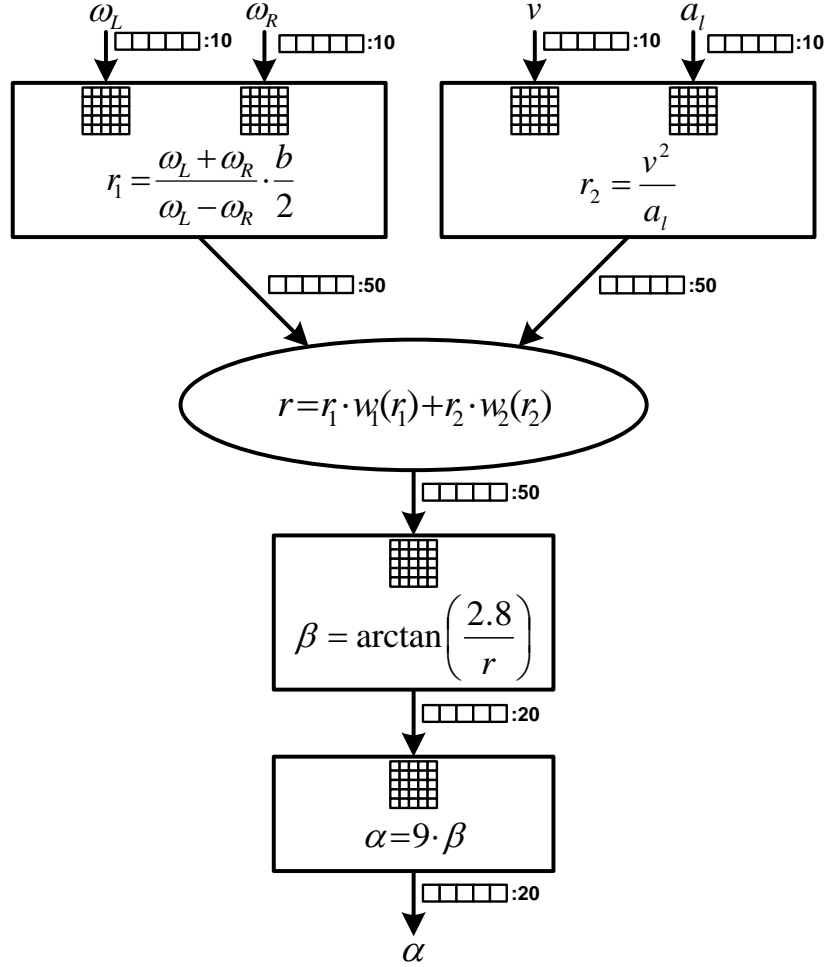 ω_L ω_R v a_l
:10 :10 :10 :10
r_1 = (ω_L + ω_R)/(ω_L − ω_R) · b/2
r_2 = v^2/a_l
:50 :50
r=r_1·w_1(r_1)+r_2·w_2(r_2)
:50
β = arctan(2.8/r)
:20
α=9·β
:20
α